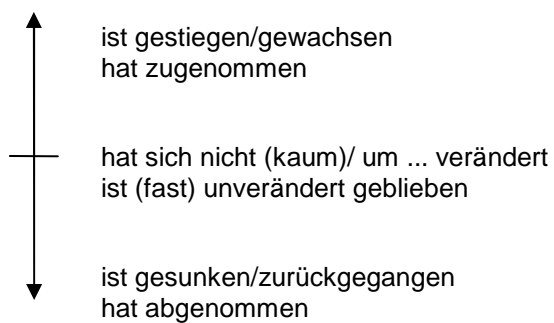 ist gestiegen/gewachsen
hat zugenommen
hat sich nicht (kaum)/ um ... verändert
ist (fast) unverändert geblieben
ist gesunken/zurückgegangen
hat abgenommen